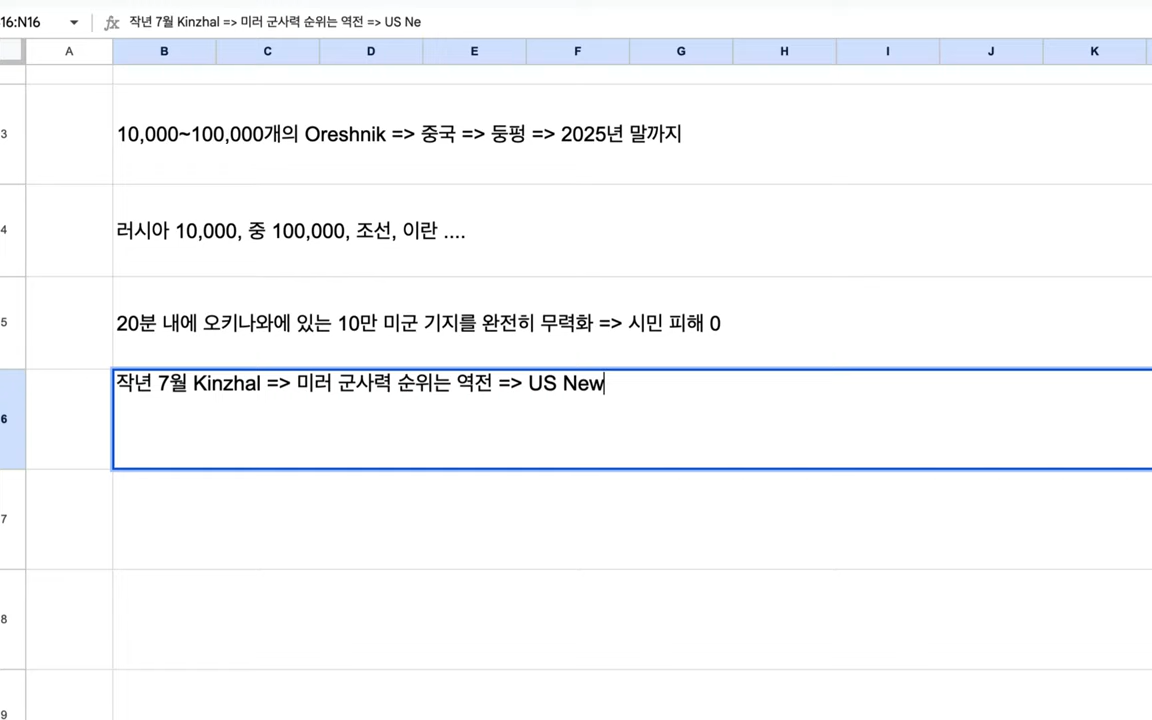 16:N16
fx 작년 7월 Kinzhal => 미러 군사력 순위는 역전 => US Ne
A B C D E F G H I J K
3 10,000~100,000개의 Oreshnik => 중국 => 둥펑 => 2025년 말까지
4 러시아 10,000, 중 100,000, 조선, 이란 ....
5 20분 내에 오키나와에 있는 10만 미군 기지를 완전히 무력화 => 시민 피해 0
6 작년 7월 Kinzhal => 미러 군사력 순위는 역전 => US New
7
8
9